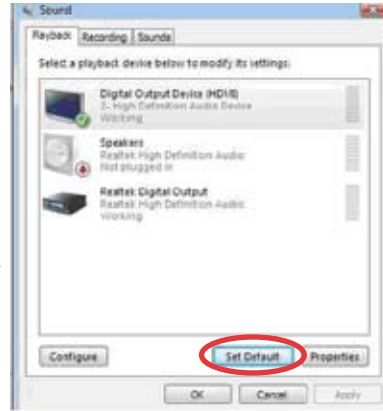 Sound
Playback Recording Sounds
Select a playback device below to modify its settings:
Digital Output Device (HDMI)
2- High Definition Audio Device
Working
Speakers
Realtek High Definition Audio
Not plugged in
Realtek Digital Output
Realtek High Definition Audio
Working
Configure Set Default Properties
OK Cancel Apply